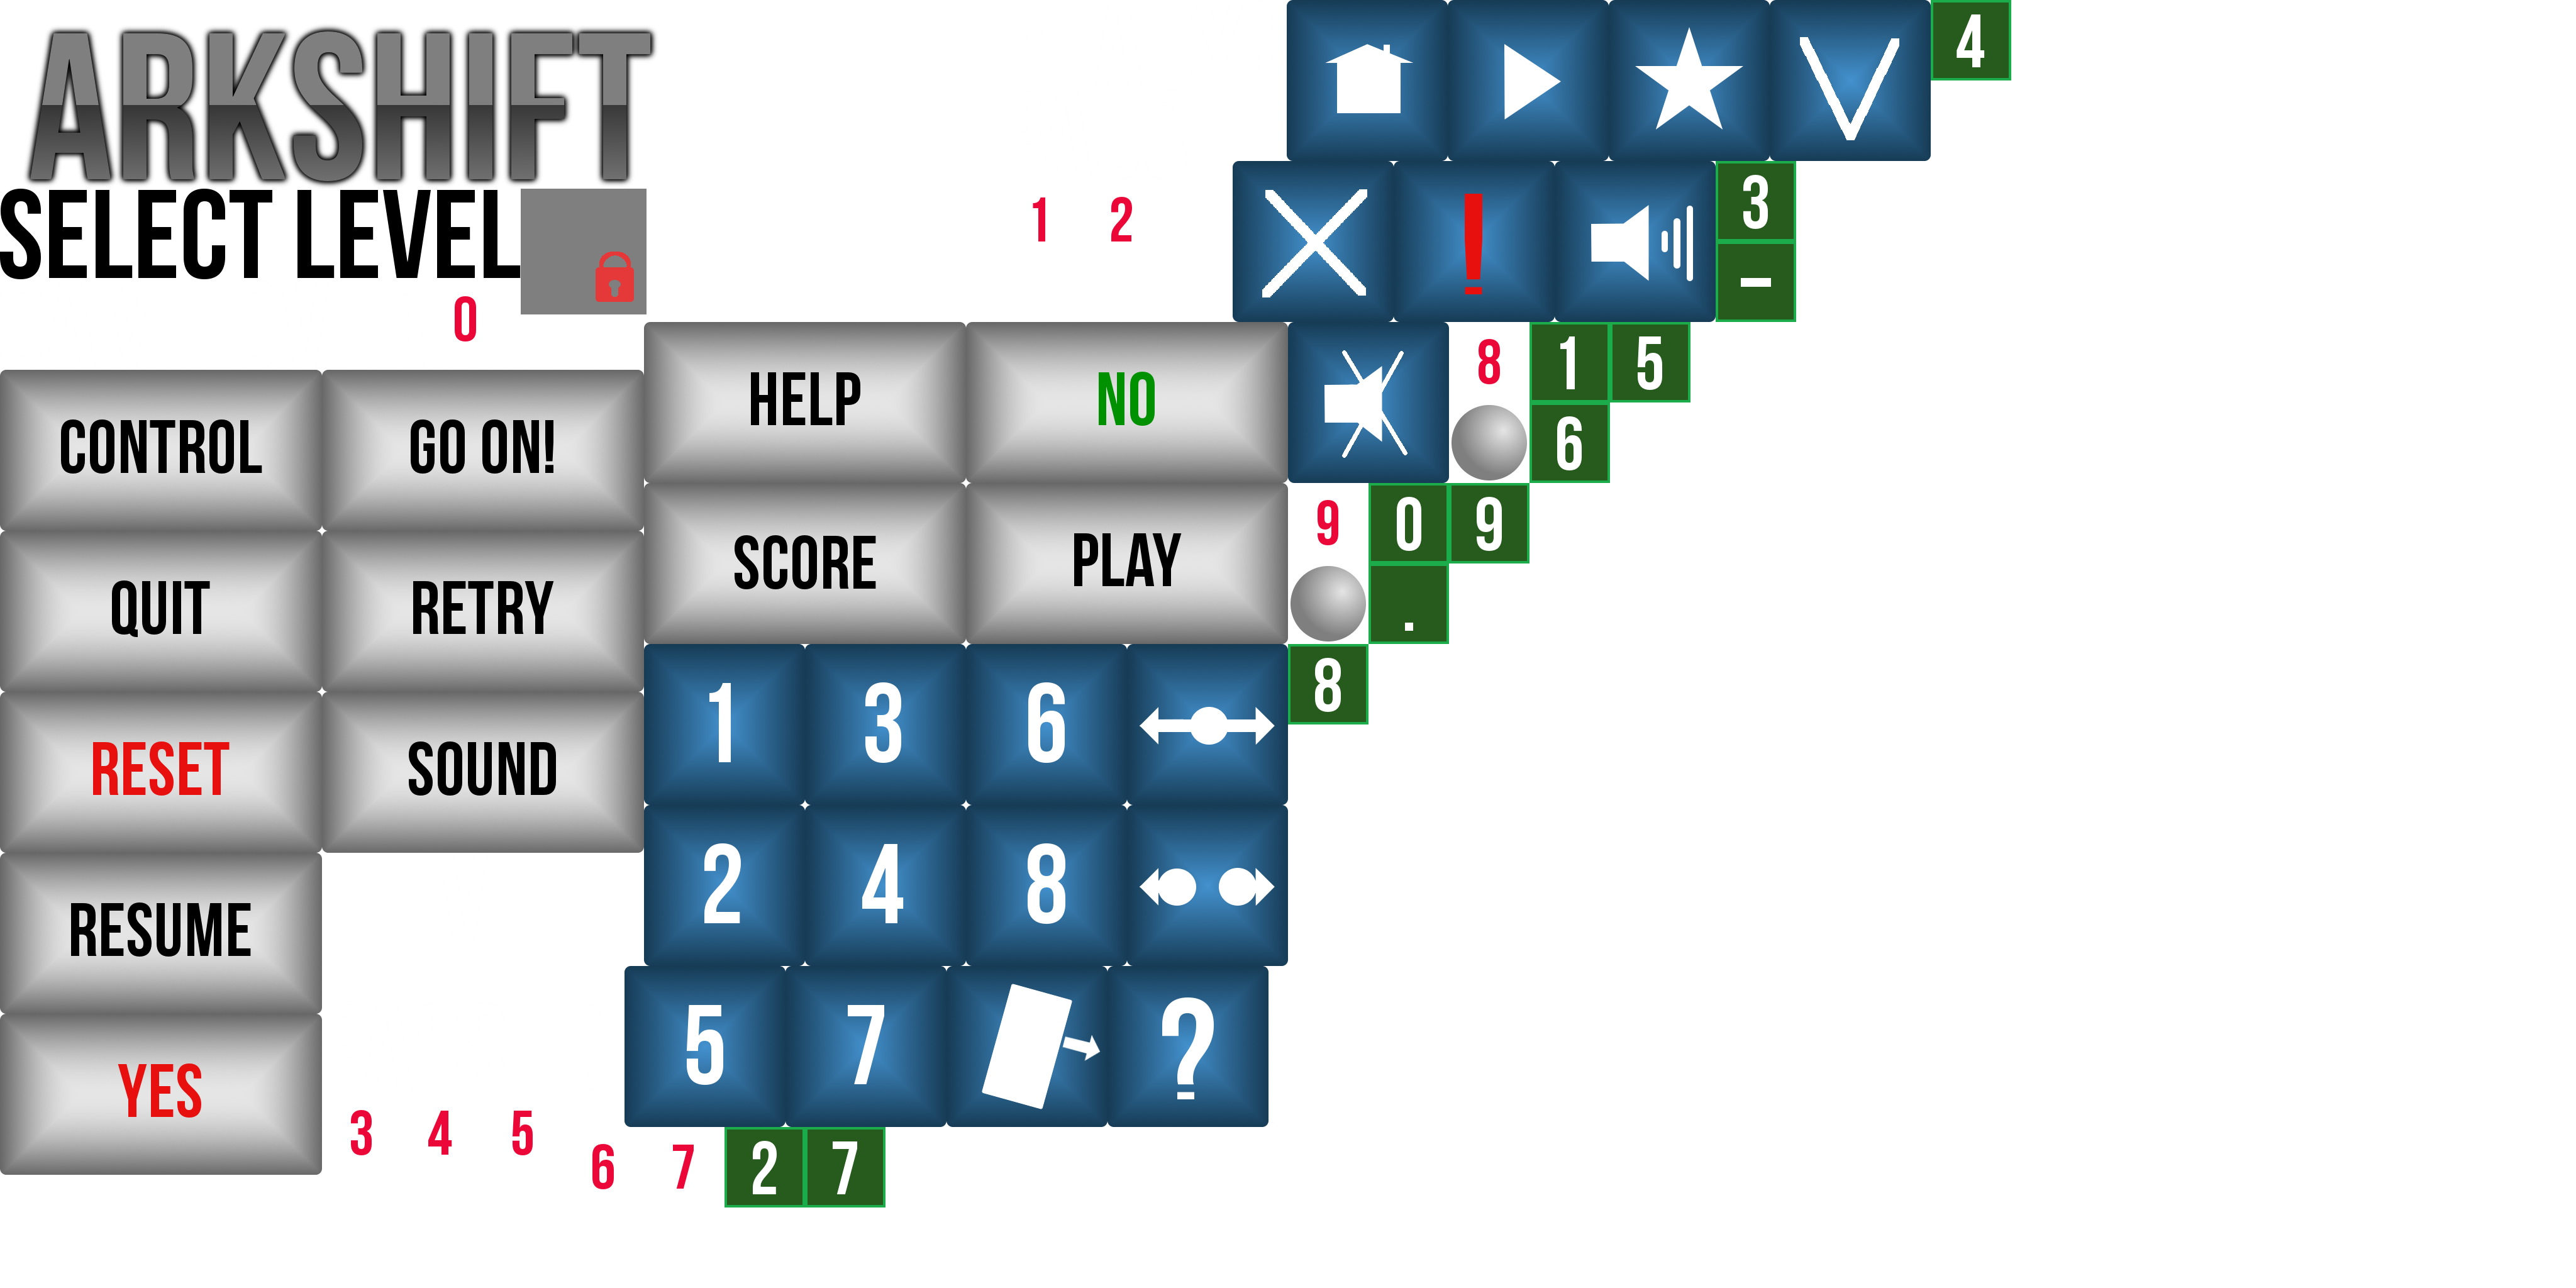 ARKSHIFT
4
SELECT LEVEL
1 2
!
3
-
0
HELP
NO
8
1 5
6
CONTROL
GO ON!
SCORE
PLAY
9
0 9
.
QUIT
RETRY
1 3 6
8
RESET
SOUND
2 4 8
RESUME
5 7 ?
YES
3 4 5
6 7
2 7